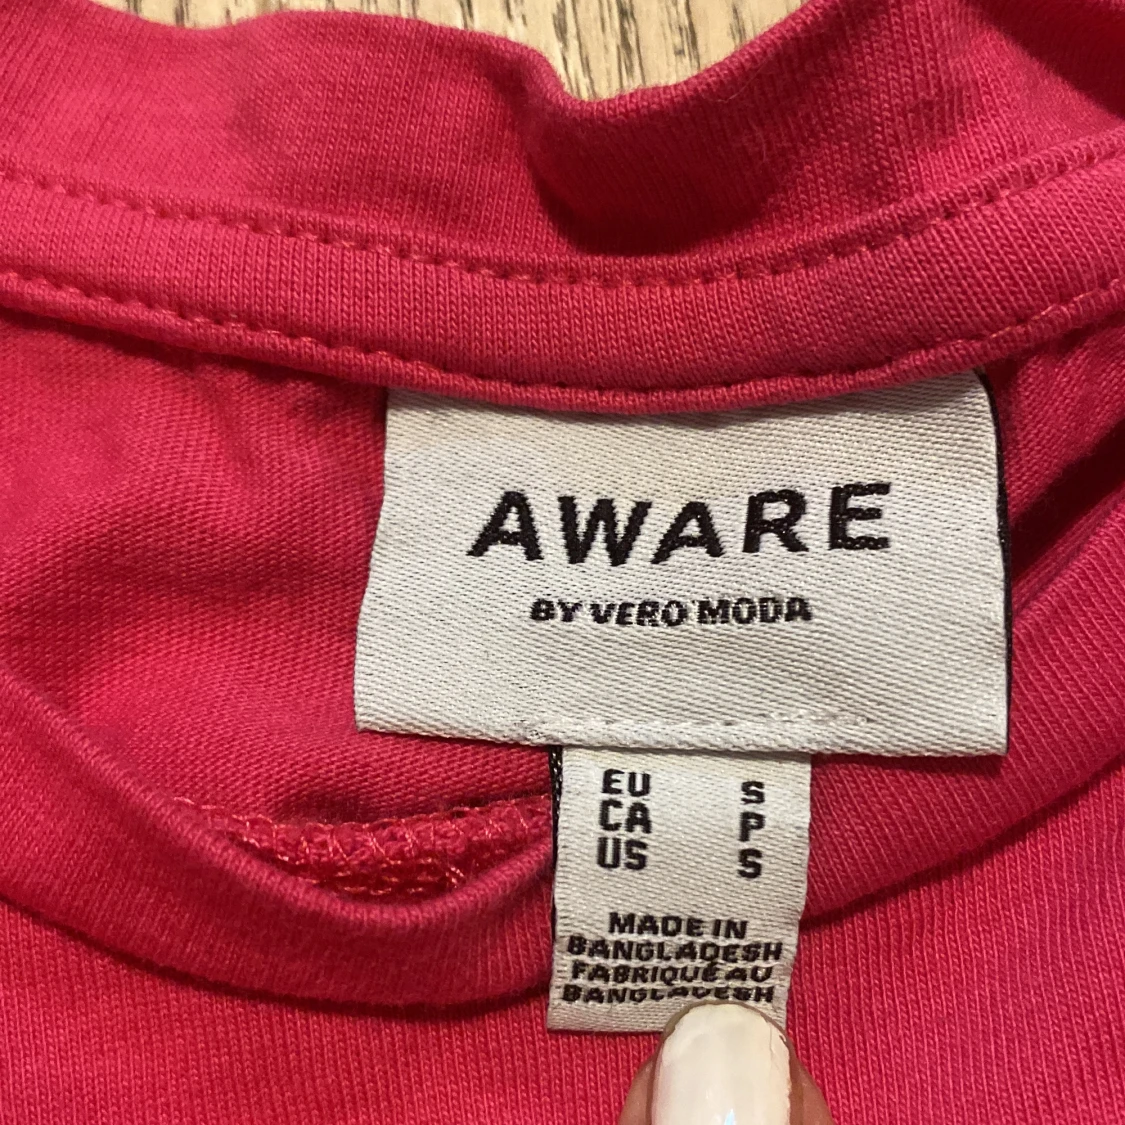 AWARE
BY VERO MODA
EU S
CA P
US S
MADE IN
BANGLADESH
FABRIQUÉ AU
BANGLADESH